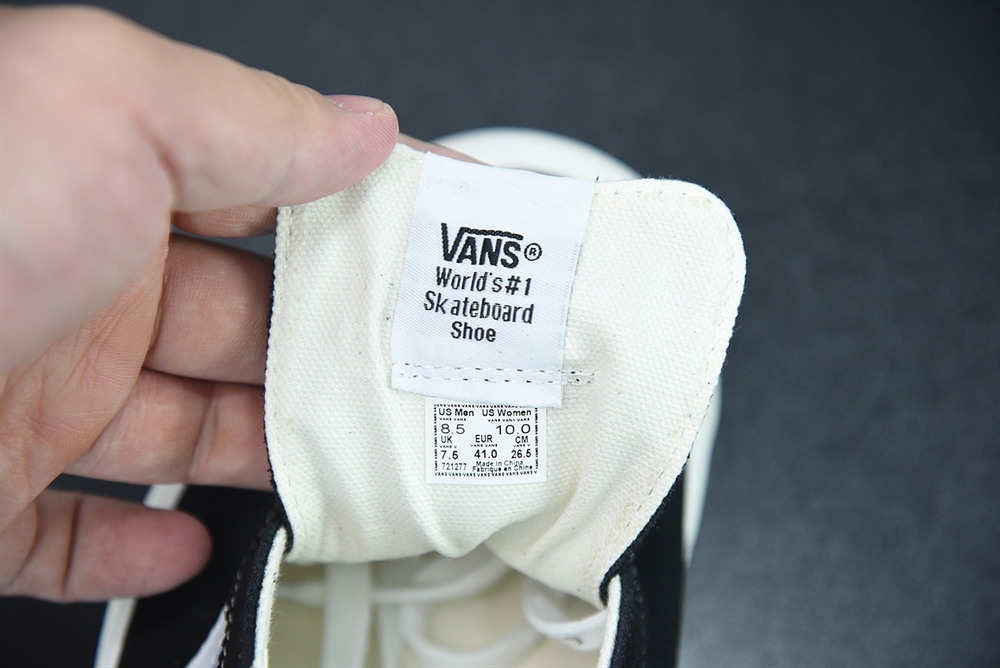 VANS®
World's #1
Skateboard
Shoe
US Men US Women
8.5 10.0
UK EUR CM
7.5 41.0 26.5
721277 Made in China
Fabriqué en Chine